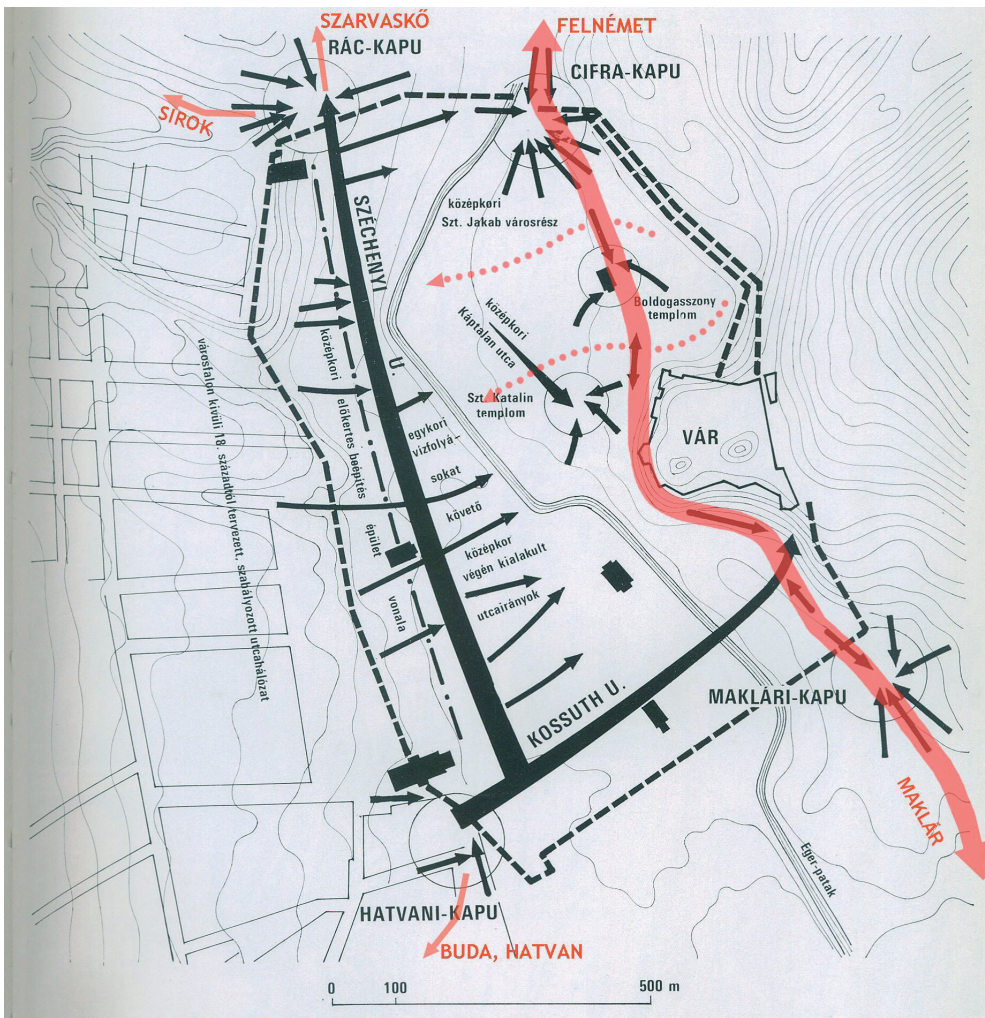 SZARVASKŐ
RÁC-KAPU
FELNÉMET
CIFRA-KAPU
SIROK
SZÉCHENYI
U.
középkori
Szt. Jakab városrész
Boldogasszony
templom
középkori
Káptalan utca
Szt. Katalin
templom
VÁR
városfalon kívüli 18. századtól tervezett, szabályozott utcahálózat
középkori
előkertes beépítés
épület
vonala
egykori
vízfolyá-
sokat
követő
középkor
végén kialakult
utcairányok
KOSSUTH U.
MAKLÁRI-KAPU
MAKLÁR
Eger-patak
HATVANI-KAPU
BUDA, HATVAN
0 100 500 m